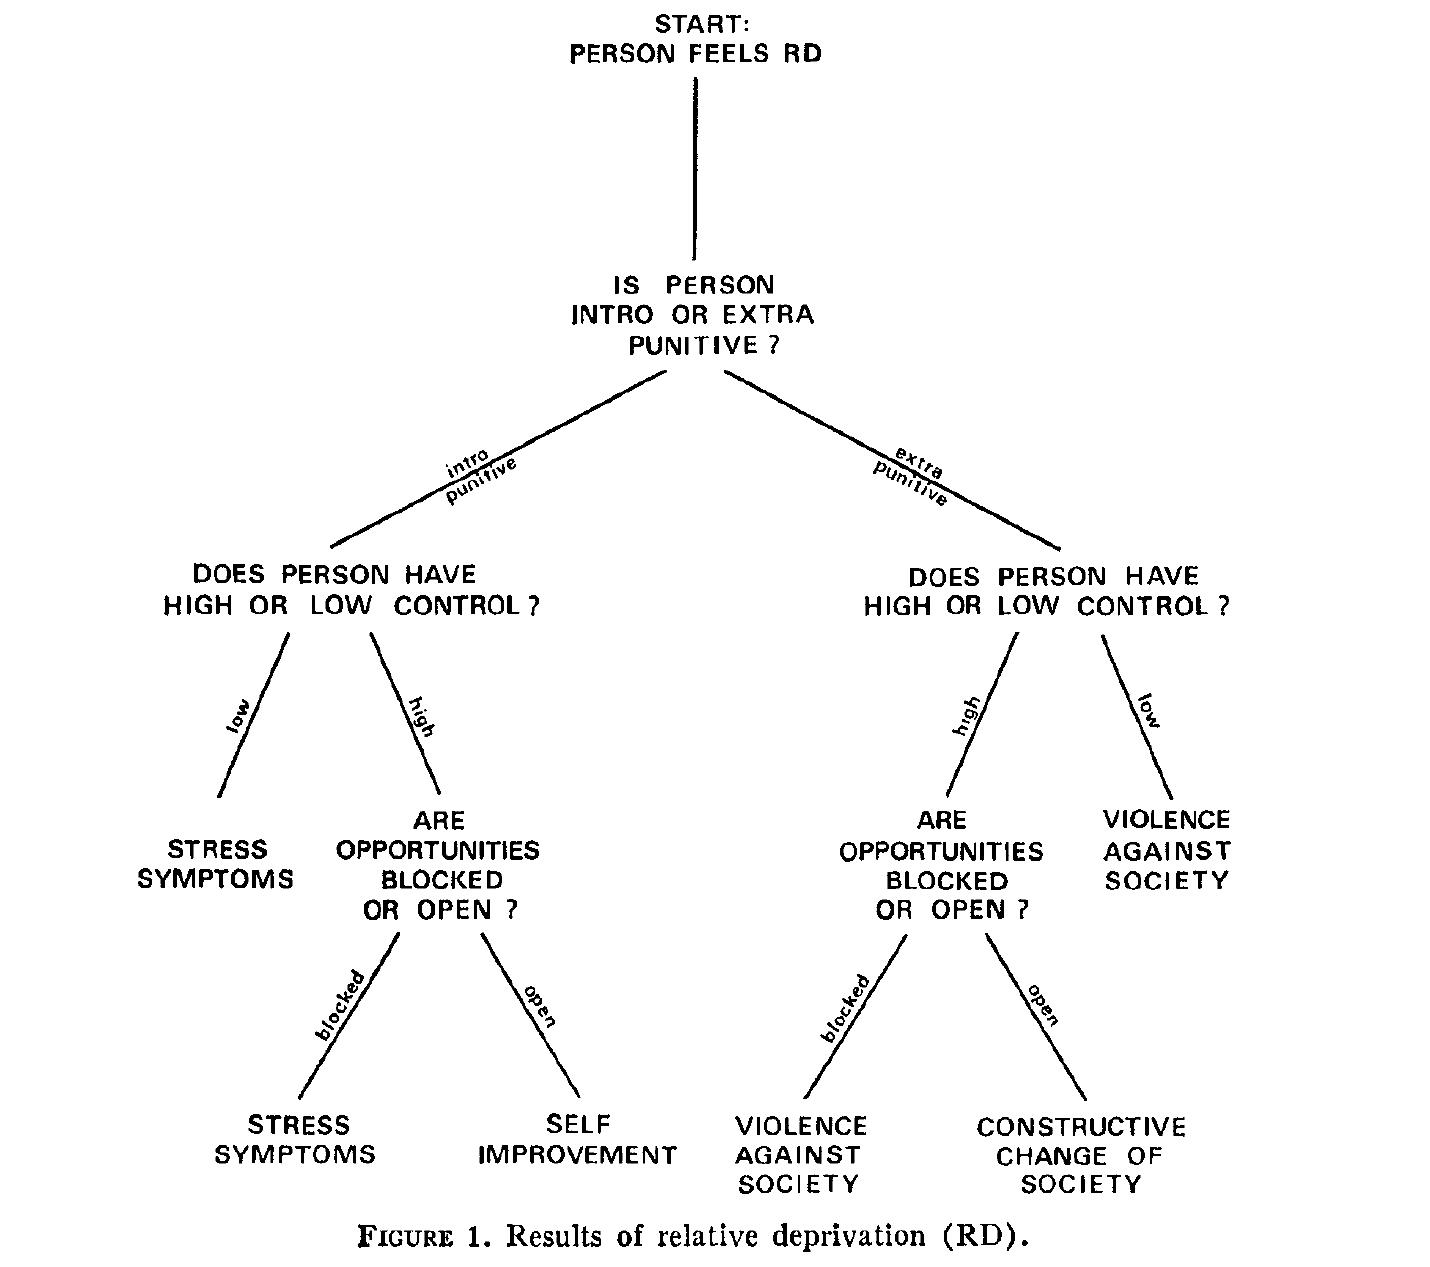 START:
PERSON FEELS RD
IS PERSON
INTRO OR EXTRA
PUNITIVE ?
intro
punitive
extra
punitive
DOES PERSON HAVE
HIGH OR LOW CONTROL ?
DOES PERSON HAVE
HIGH OR LOW CONTROL ?
low
high
high
low
STRESS
SYMPTOMS
ARE
OPPORTUNITIES
BLOCKED
OR OPEN ?
ARE
OPPORTUNITIES
BLOCKED
OR OPEN ?
VIOLENCE
AGAINST
SOCIETY
blocked
open
blocked
open
STRESS
SYMPTOMS
SELF
IMPROVEMENT
VIOLENCE
AGAINST
SOCIETY
CONSTRUCTIVE
CHANGE OF
SOCIETY
FIGURE 1. Results of relative deprivation (RD).